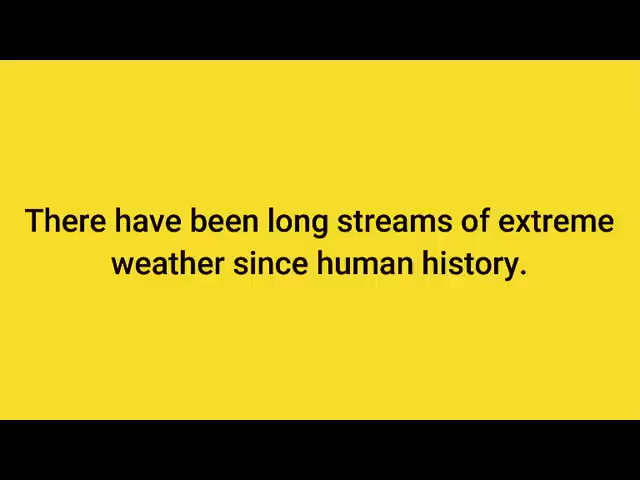 There have been long streams of extreme
weather since human history.